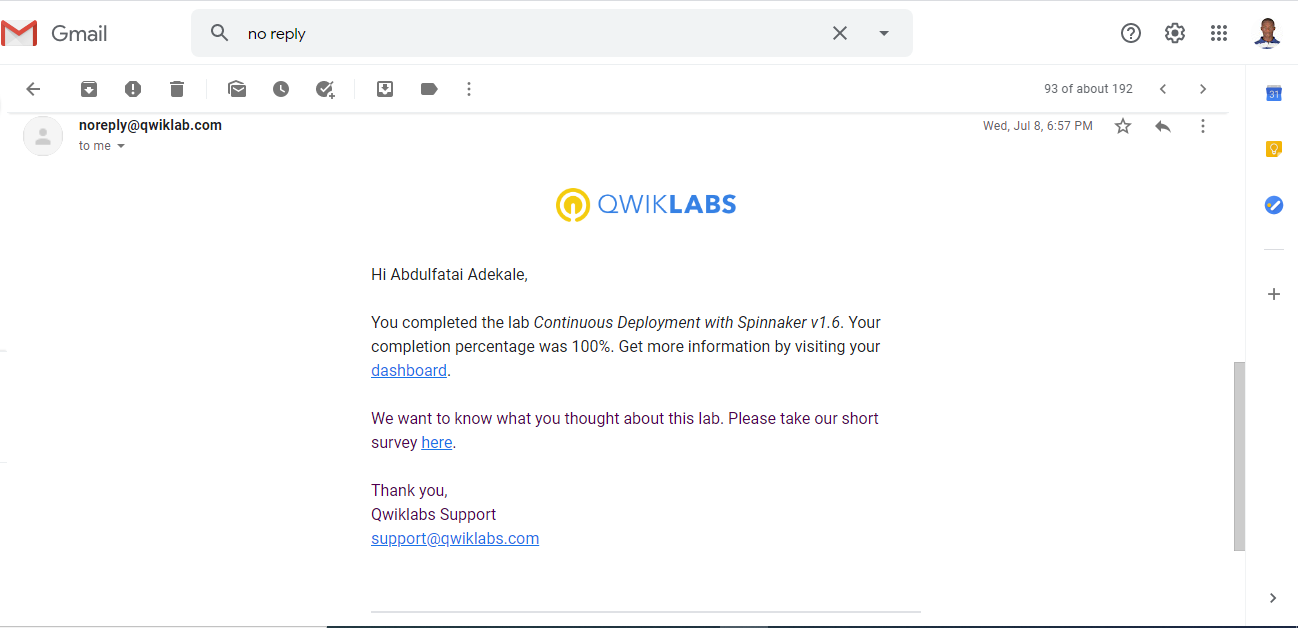 Gmail
no reply
93 of about 192
31
noreply@qwiklab.com
Wed, Jul 8, 6:57 PM
to me
QWIKLABS
Hi Abdulfatai Adekale,
You completed the lab Continuous Deployment with Spinnaker v1.6. Your
completion percentage was 100%. Get more information by visiting your
dashboard.
We want to know what you thought about this lab. Please take our short
survey here.
Thank you,
Qwiklabs Support
support@qwiklabs.com